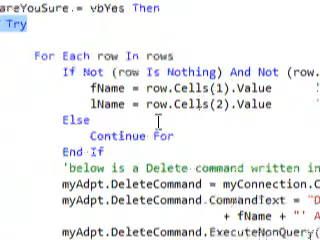 areYouSure = vbYes Then
Try
For Each row In rows
If Not (row Is Nothing) And Not (row.
fName = row.Cells(1).Value '
lName = row.Cells(2).Value '
Else
Continue For
End If
'below is a Delete command written in
myAdpt.DeleteCommand = myConnection.C
myAdpt.DeleteCommand.CommandText = "D
+ fName + "' A
myAdpt.DeleteCommand.ExecuteNonQuery(